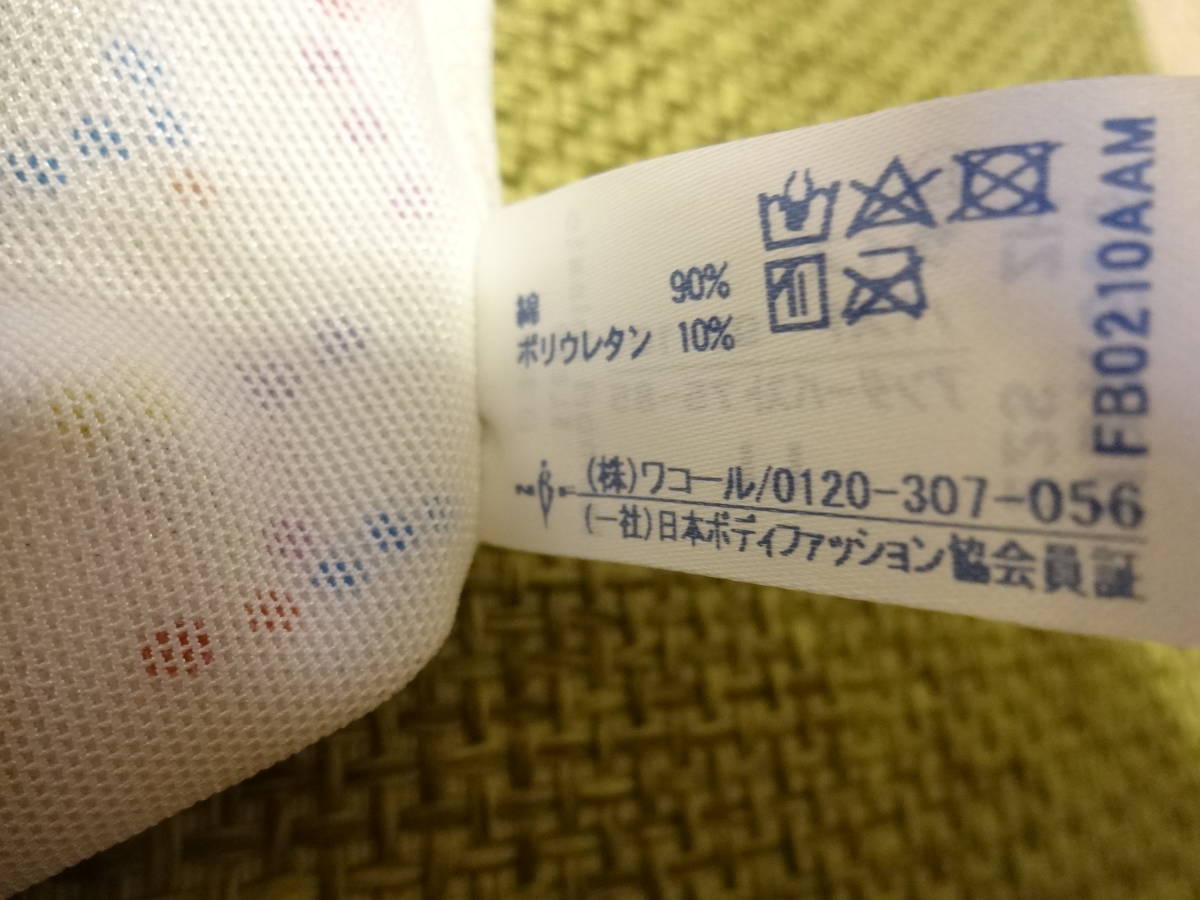 綿 90%
ポリウレタン 10%
(株)ワコール/0120-307-056
(一社)日本ボディファッション協会員証
FB0210AAM